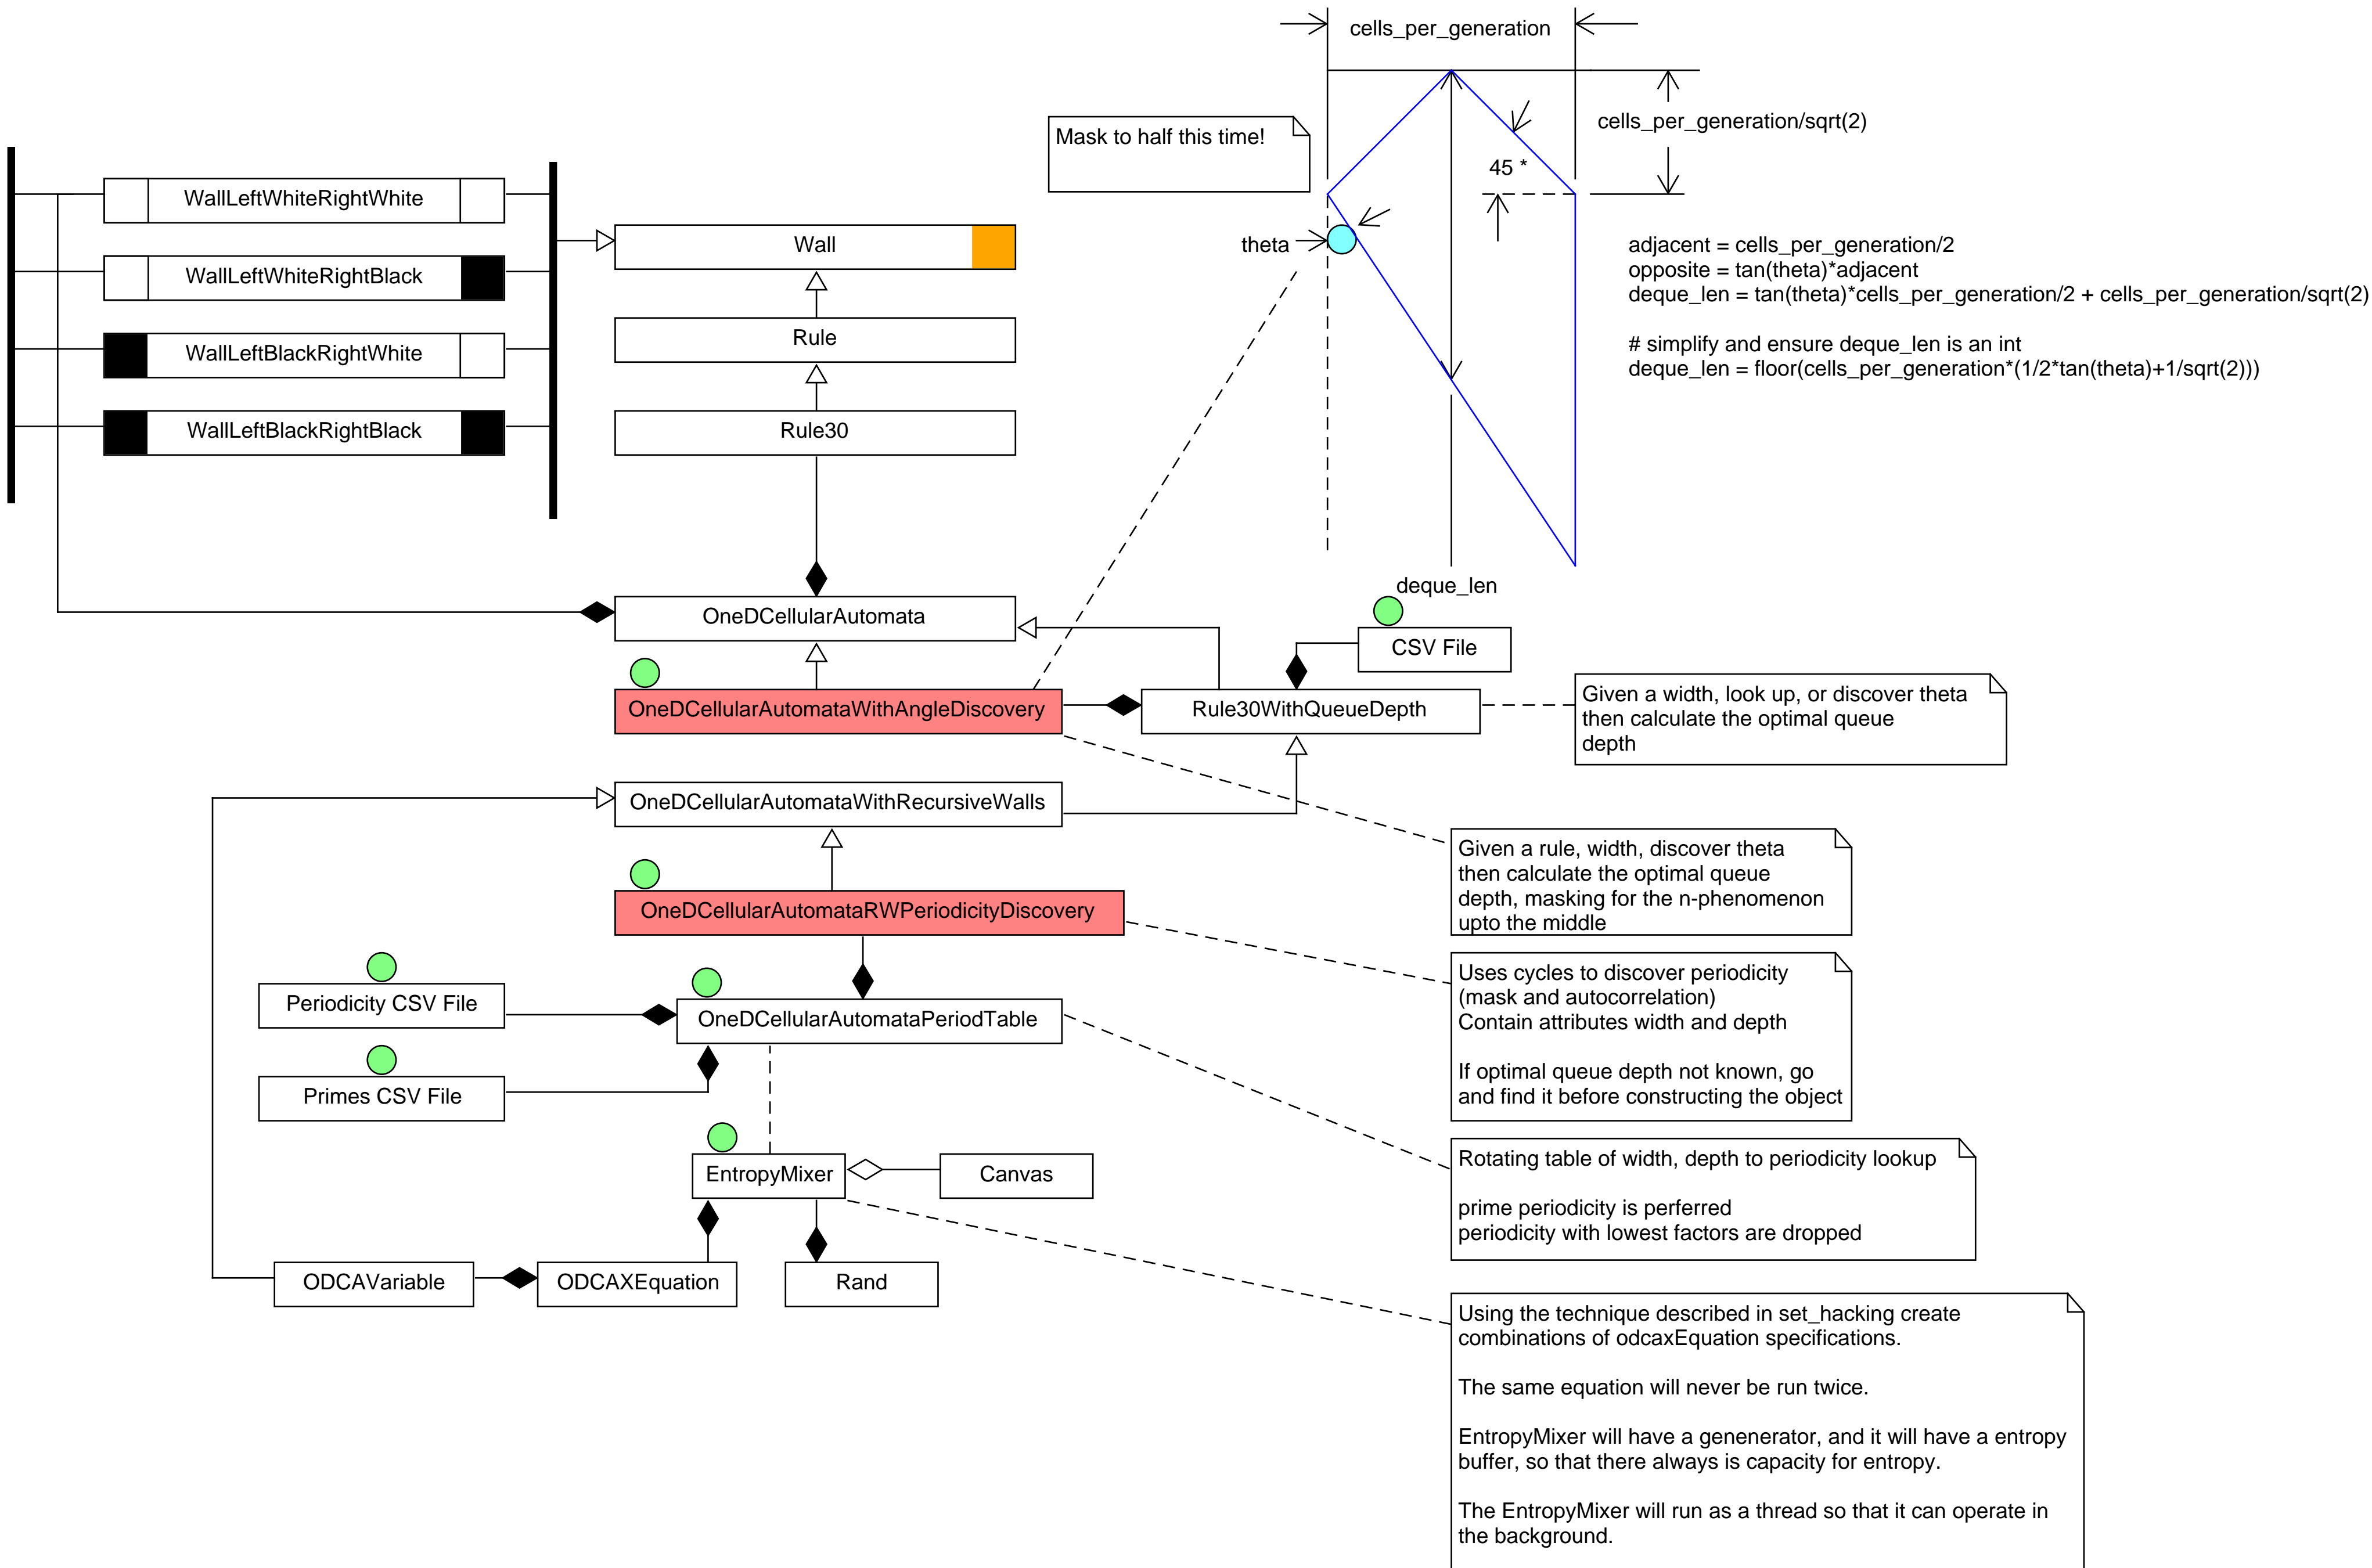 cells_per_generation
cells_per_generation/sqrt(2)
Mask to half this time!
45 *
WallLeftWhiteRightWhite
Wall
theta
adjacent = cells_per_generation/2
opposite = tan(theta)*adjacent
deque_len = tan(theta)*cells_per_generation/2 + cells_per_generation/sqrt(2)
# simplify and ensure deque_len is an int
deque_len = floor(cells_per_generation*(1/2*tan(theta)+1/sqrt(2)))
WallLeftWhiteRightBlack
Rule
WallLeftBlackRightWhite
Rule30
WallLeftBlackRightBlack
deque_len
OneDCellularAutomata
CSV File
OneDCellularAutomataWithAngleDiscovery
Rule30WithQueueDepth
Given a width, look up, or discover theta
then calculate the optimal queue
depth
OneDCellularAutomataWithRecursiveWalls
Given a rule, width, discover theta
then calculate the optimal queue
depth, masking for the n-phenomenon
upto the middle
OneDCellularAutomataRWPeriodicityDiscovery
Uses cycles to discover periodicity
(mask and autocorrelation)
Contain attributes width and depth
If optimal queue depth not known, go
and find it before constructing the object
Periodicity CSV File
OneDCellularAutomataPeriodTable
Primes CSV File
Rotating table of width, depth to periodicity lookup
prime periodicity is perferred
periodicity with lowest factors are dropped
EntropyMixer
Canvas
ODCAVariable
ODCAXEquation
Rand
Using the technique described in set_hacking create
combinations of odcaxEquation specifications.
The same equation will never be run twice.
EntropyMixer will have a genenerator, and it will have a entropy
buffer, so that there always is capacity for entropy.
The EntropyMixer will run as a thread so that it can operate in
the background.